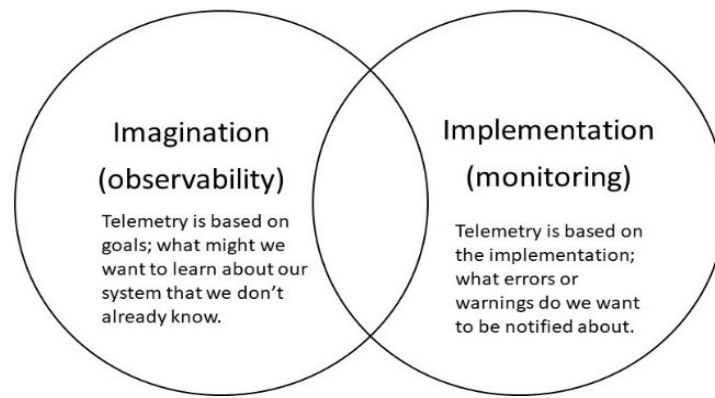 Imagination
(observability)
Telemetry is based on
goals; what might we
want to learn about our
system that we don't
already know.
Implementation
(monitoring)
Telemetry is based on
the implementation;
what errors or
warnings do we want
to be notified about.